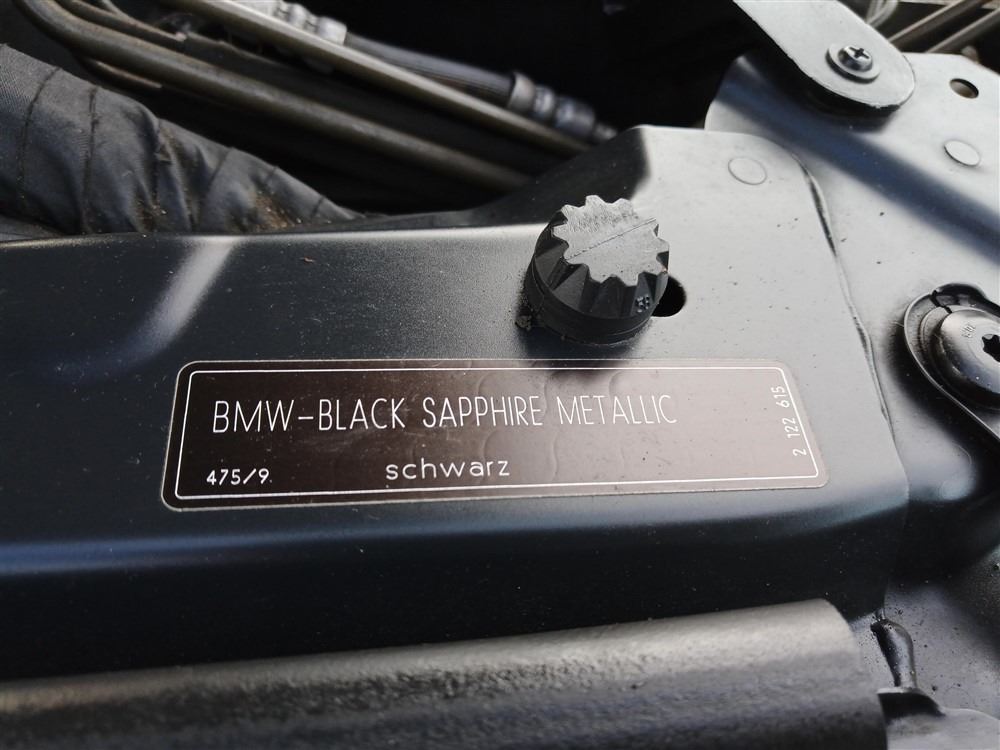 BMW-BLACK SAPPHIRE METALLIC
475/9
schwarz
2 122 615